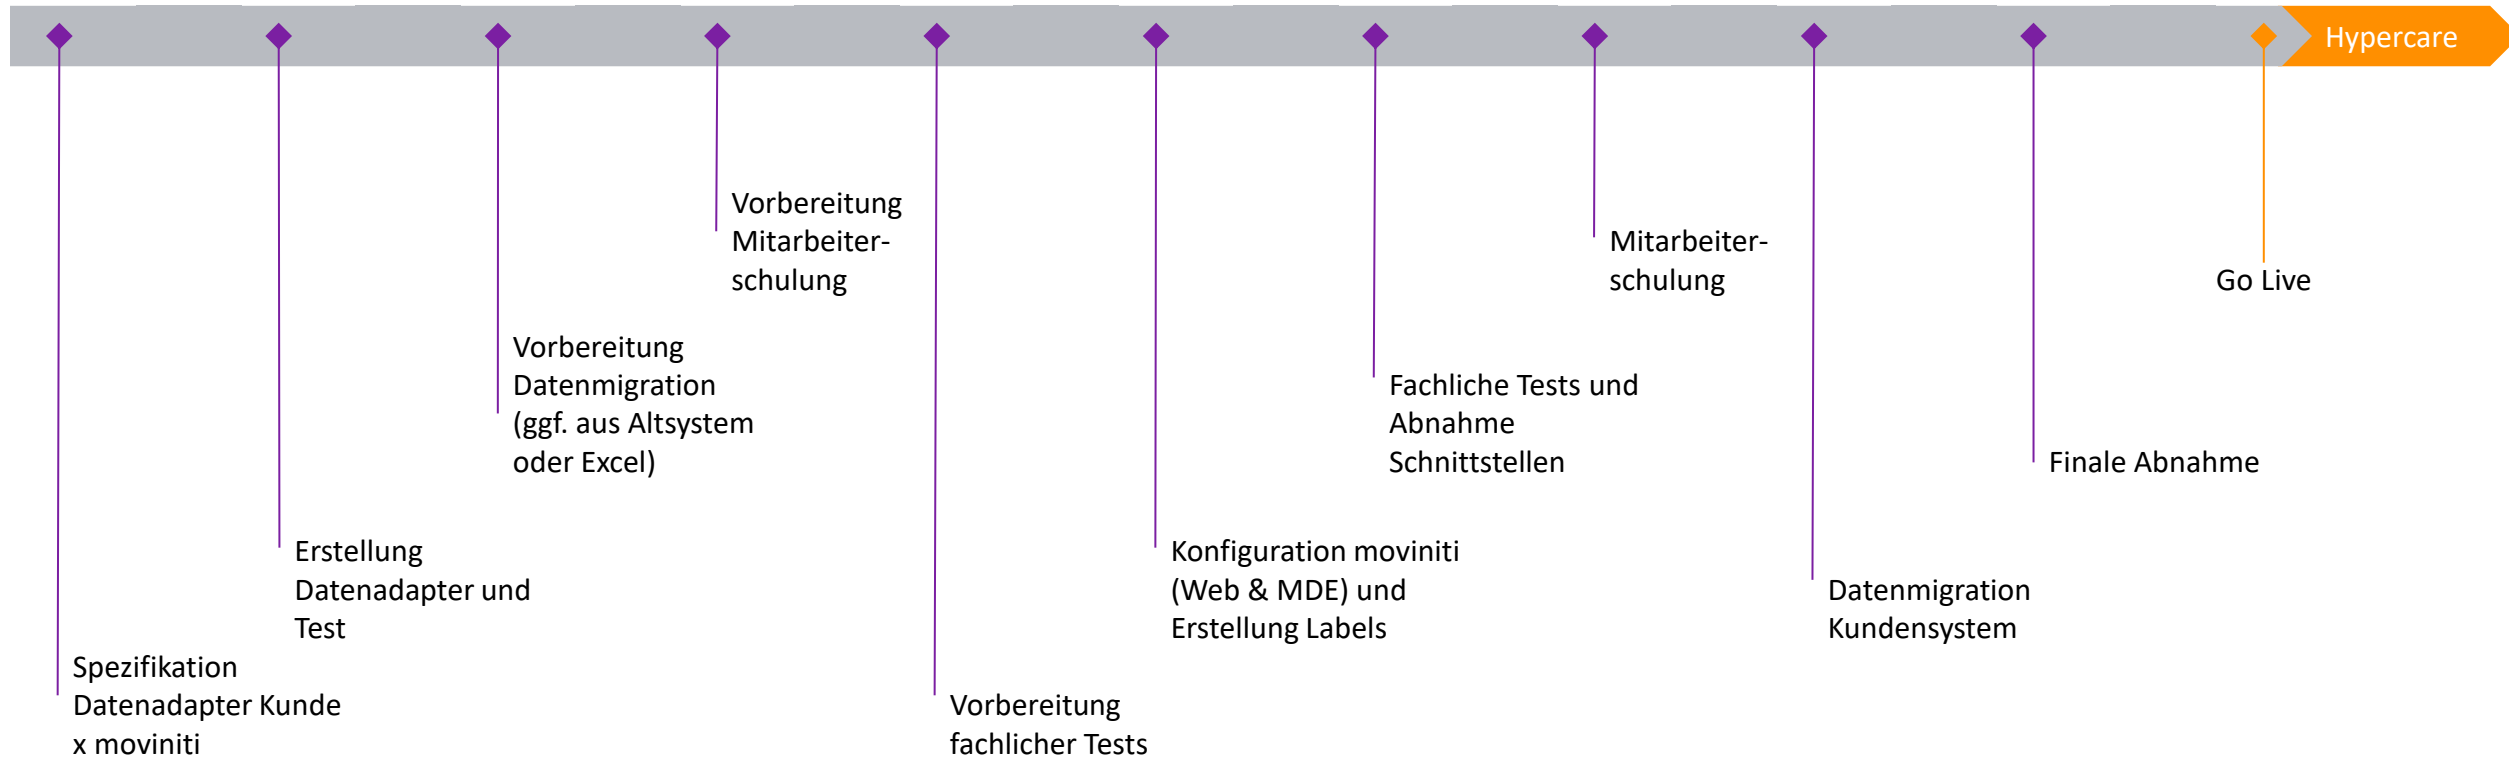 Hypercare
Spezifikation
Datenadapter Kunde
x moviniti
Erstellung
Datenadapter und
Test
Vorbereitung
Datenmigration
(ggf. aus Altsystem
oder Excel)
Vorbereitung
Mitarbeiter-
schulung
Vorbereitung
fachlicher Tests
Konfiguration moviniti
(Web & MDE) und
Erstellung Labels
Fachliche Tests und
Abnahme
Schnittstellen
Mitarbeiter-
schulung
Datenmigration
Kundensystem
Finale Abnahme
Go Live